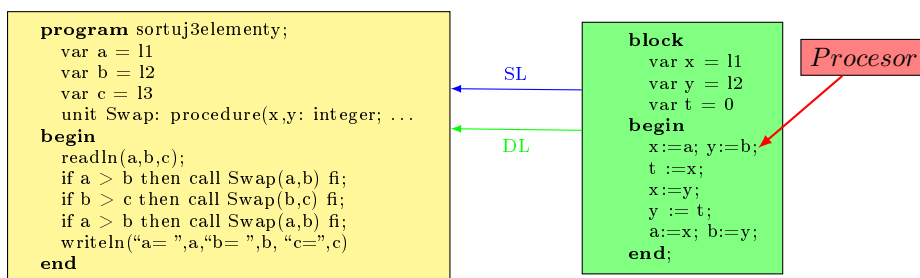 program sortuj3elementy;
var a = l1
var b = l2
var c = l3
unit Swap: procedure(x,y: integer; ...
begin
readln(a,b,c);
if a > b then call Swap(a,b) fi;
if b > c then call Swap(b,c) fi;
if a > b then call Swap(a,b) fi;
writeln(“a= ”,a,“b= ”,b, “c=”,c)
end
SL
DL
block
var x = l1
var y = l2
var t = 0
begin
x:=a; y:=b;
t :=x;
x:=y;
y := t;
a:=x; b:=y;
end;
Procesor